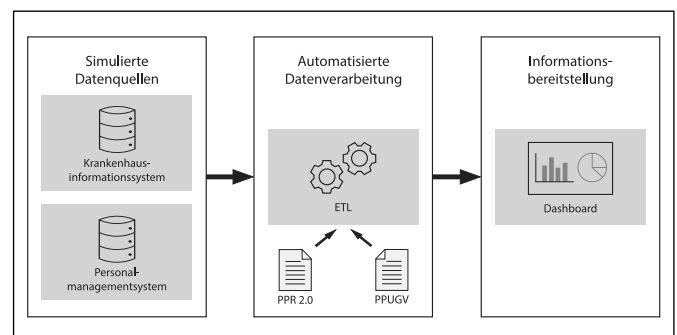 Simulierte
Datenquellen
Krankenhaus-
informationssystem
Personal-
managementsystem
Automatisierte
Datenverarbeitung
ETL
PPR 2.0
PPUGV
Informations-
bereitstellung
Dashboard